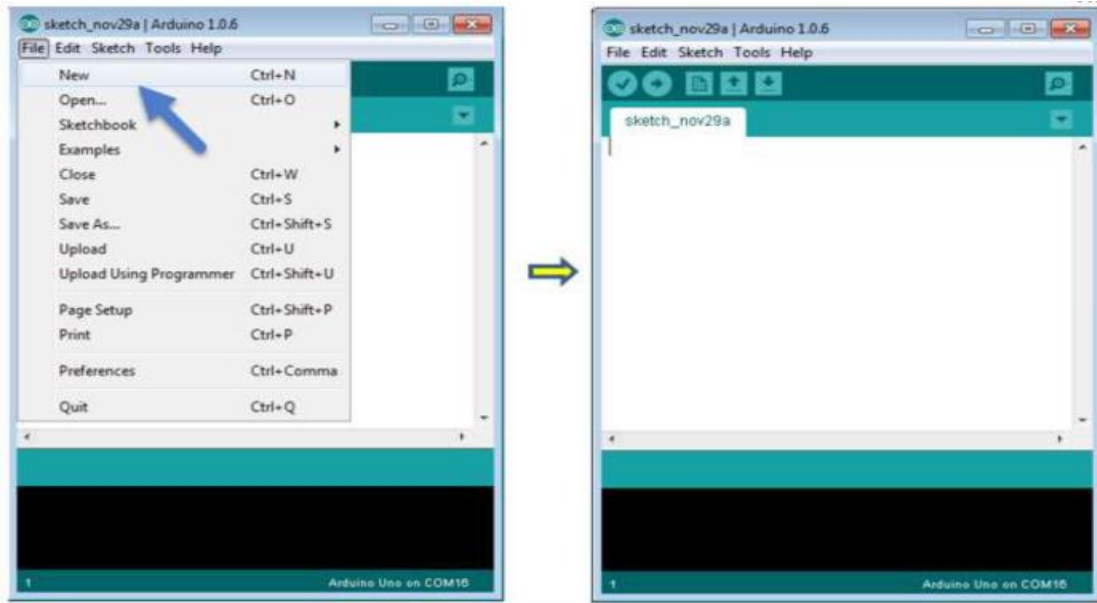 sketch_nov29a | Arduino 1.0.6
File Edit Sketch Tools Help
New Ctrl+N
Open... Ctrl+O
Sketchbook
Examples
Close Ctrl+W
Save Ctrl+S
Save As... Ctrl+Shift+S
Upload Ctrl+U
Upload Using Programmer Ctrl+Shift+U
Page Setup Ctrl+Shift+P
Print Ctrl+P
Preferences Ctrl+Comma
Quit Ctrl+Q
1 Arduino Uno on COM16
sketch_nov29a | Arduino 1.0.6
File Edit Sketch Tools Help
sketch_nov29a
1 Arduino Uno on COM16